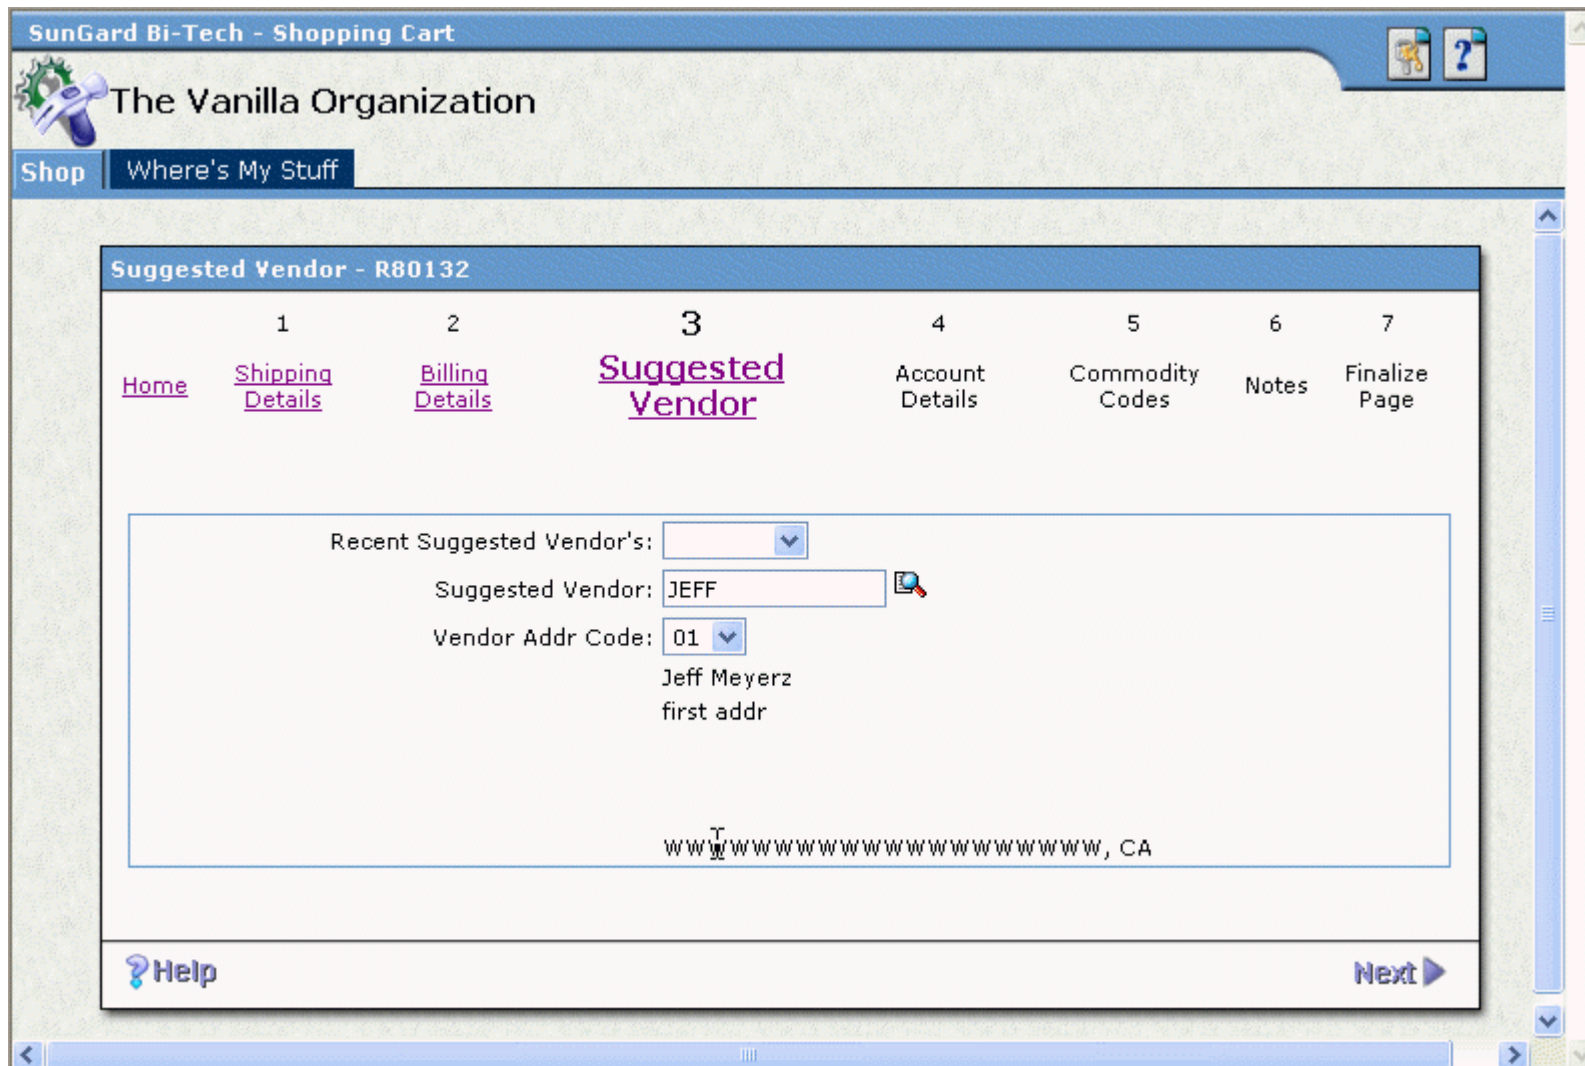 SunGard Bi-Tech - Shopping Cart
The Vanilla Organization
Shop Where's My Stuff
Suggested Vendor - R80132
1 2 3 4 5 6 7
Home Shipping Details Billing Details Suggested Vendor Account Details Commodity Codes Notes Finalize Page
Recent Suggested Vendor's:
Suggested Vendor: JEFF
Vendor Addr Code: 01
Jeff Meyerz
first addr
WWWWWWWWWWWWWWWWWWWW, CA
?Help Next